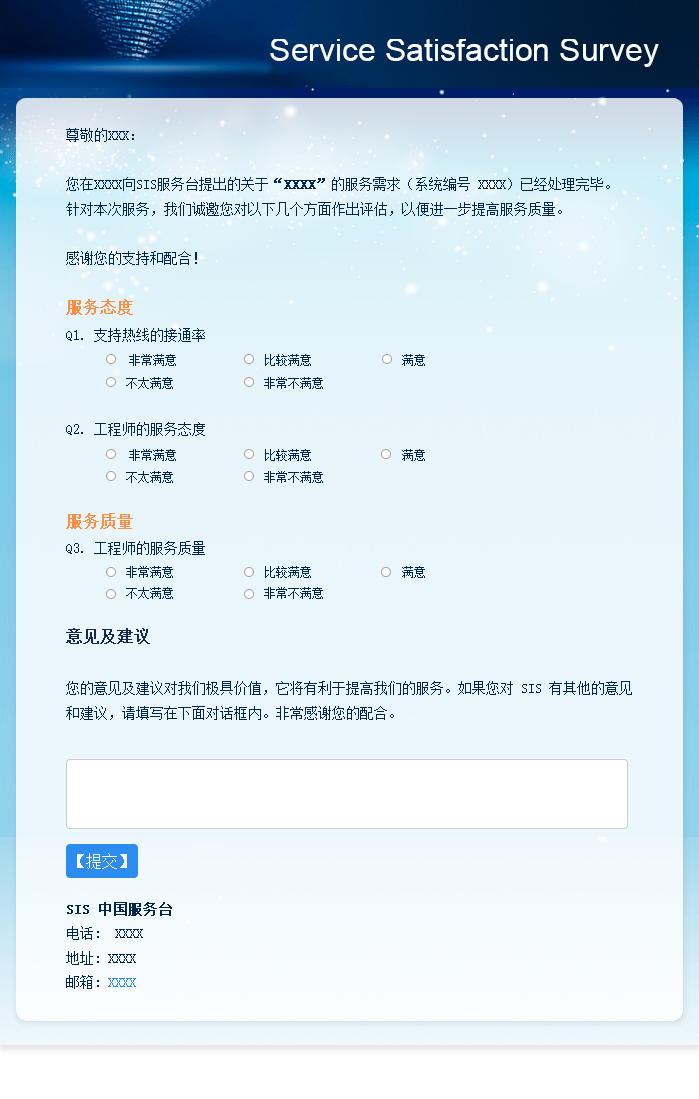 Service Satisfaction Survey
尊敬的XXX：
您在XXXX向SIS服务台提出的关于“XXXX”的服务需求（系统编号 XXXX）已经处理完毕。
针对本次服务，我们诚邀您对以下几个方面作出评估，以便进一步提高服务质量。
感谢您的支持和配合！
服务态度
Q1. 支持热线的接通率
非常满意 比较满意 满意
不太满意 非常不满意
Q2. 工程师的服务态度
非常满意 比较满意 满意
不太满意 非常不满意
服务质量
Q3. 工程师的服务质量
非常满意 比较满意 满意
不太满意 非常不满意
意见及建议
您的意见及建议对我们极具价值，它将有利于提高我们的服务。如果您对 SIS 有其他的意见
和建议，请填写在下面对话框内。非常感谢您的配合。
【提交】
SIS 中国服务台
电话： XXXX
地址：XXXX
邮箱：XXXX